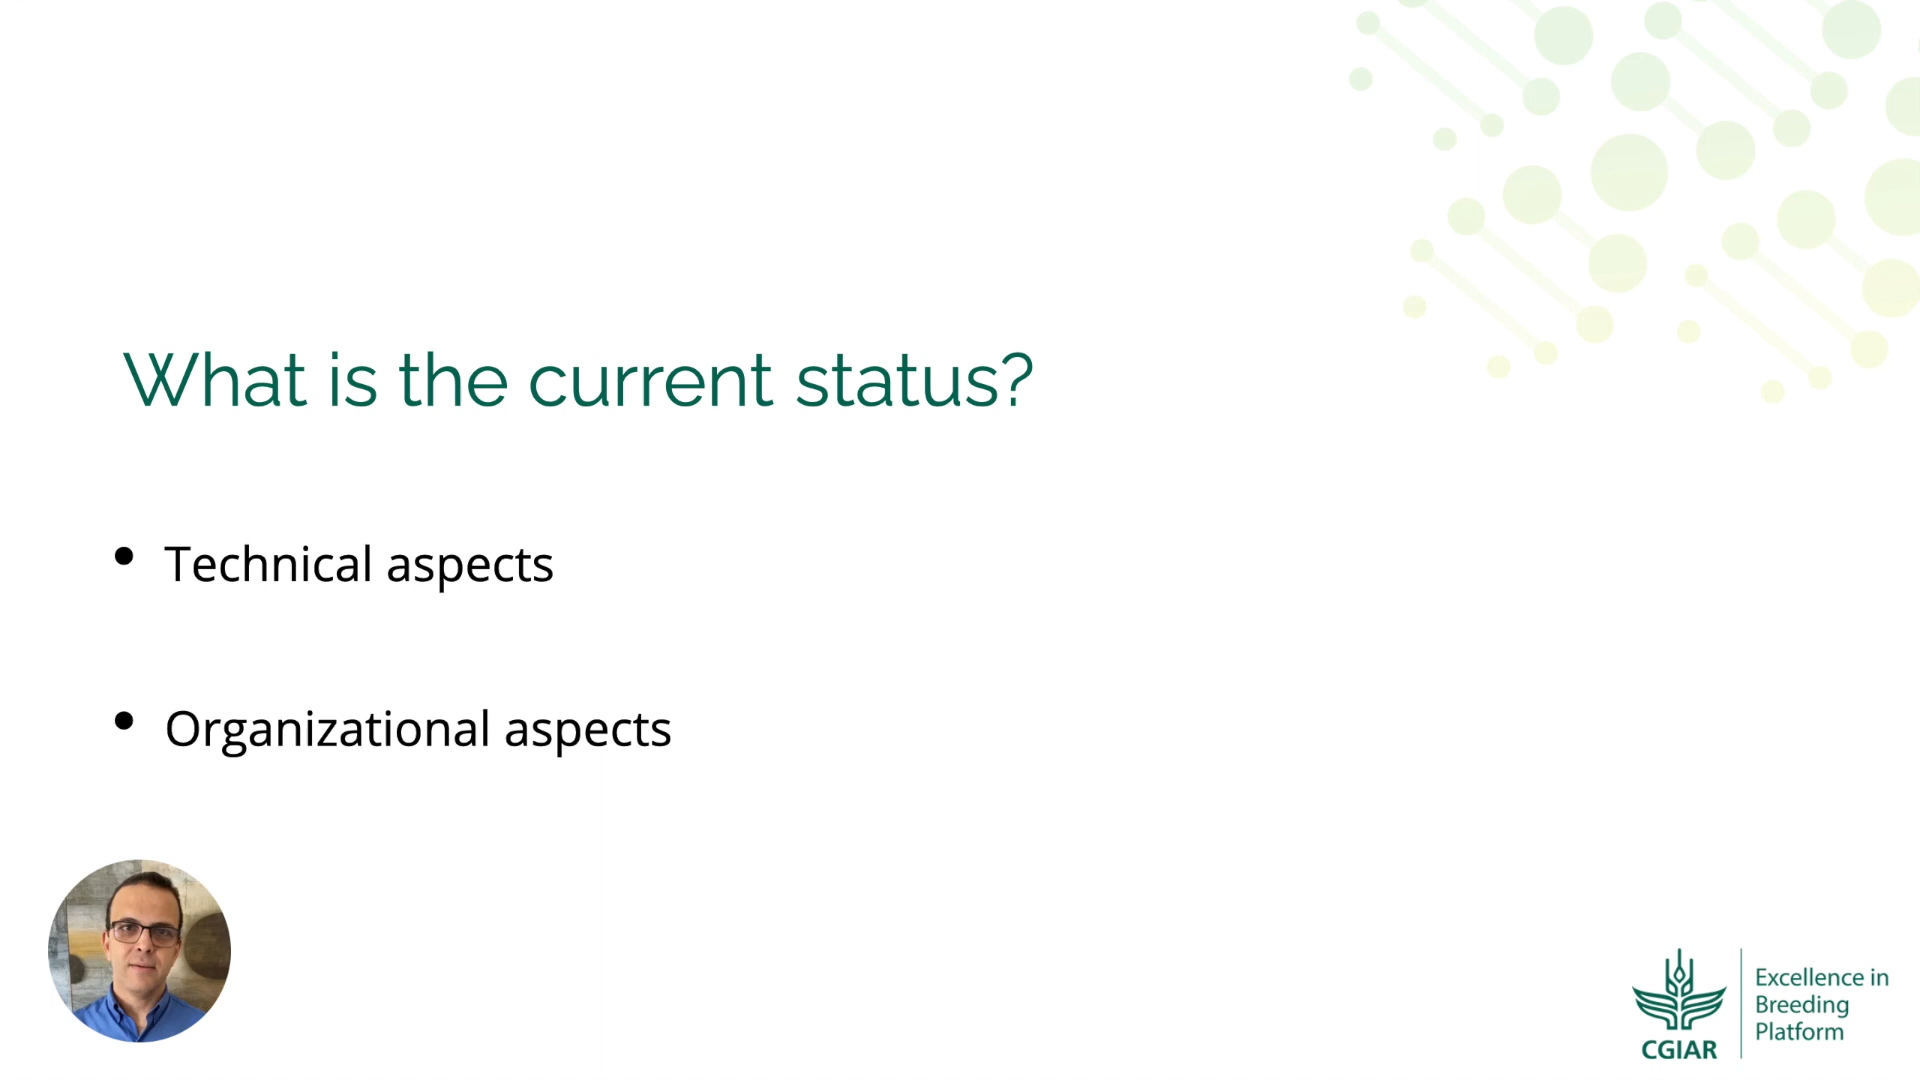 What is the current status?
• Technical aspects
• Organizational aspects
CGIAR
Excellence in
Breeding
Platform